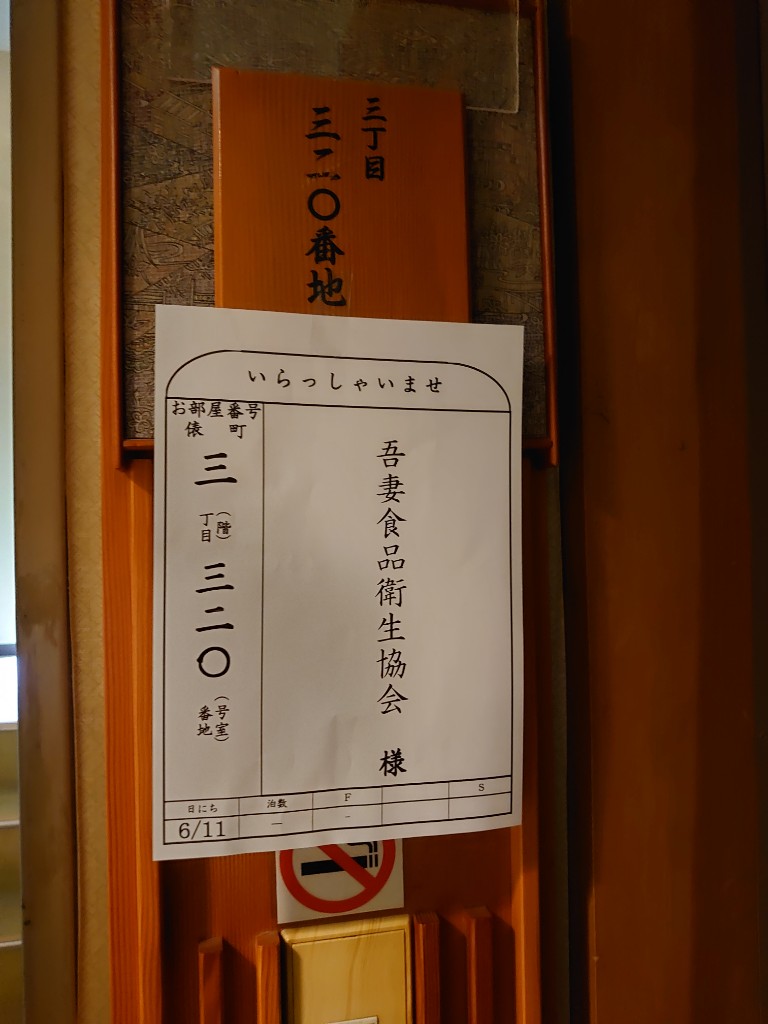 三丁目
三二〇番地
いらっしゃいませ
お部屋番号
俵町
三
(階)
丁目
三二〇
(号室)
番地
吾妻食品衛生協会 様
日にち 泊数 F S
6/11 一 -